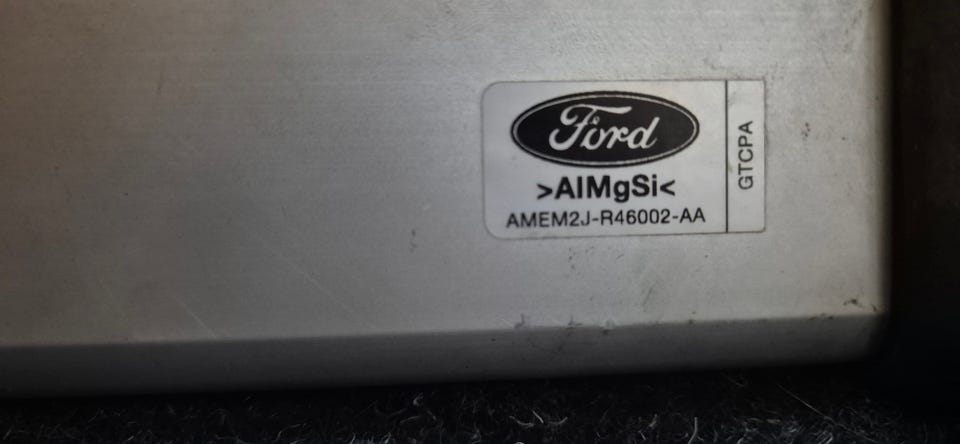 Ford
>AlMgSi<
AMEM2J-R46002-AA
GTCPA